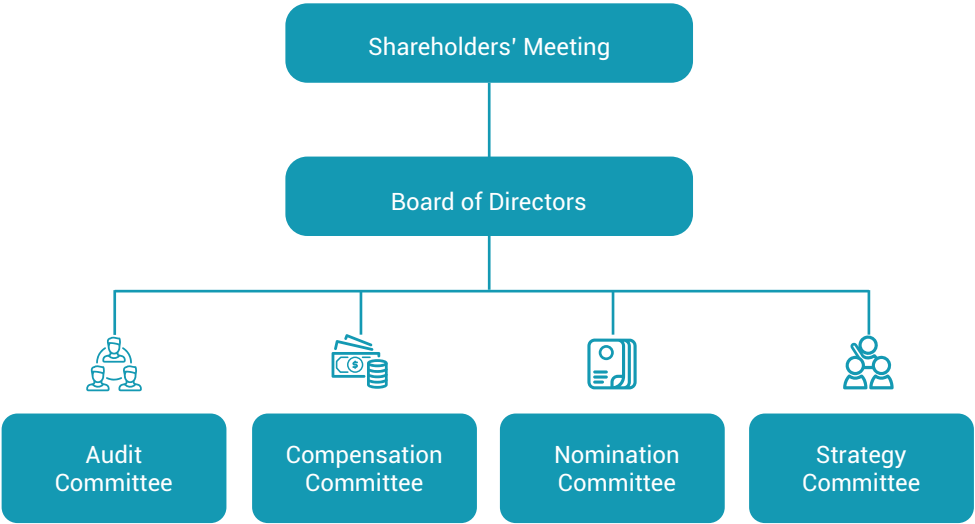 Shareholders' Meeting
Board of Directors
Audit
Committee
Compensation
Committee
Nomination
Committee
Strategy
Committee
$